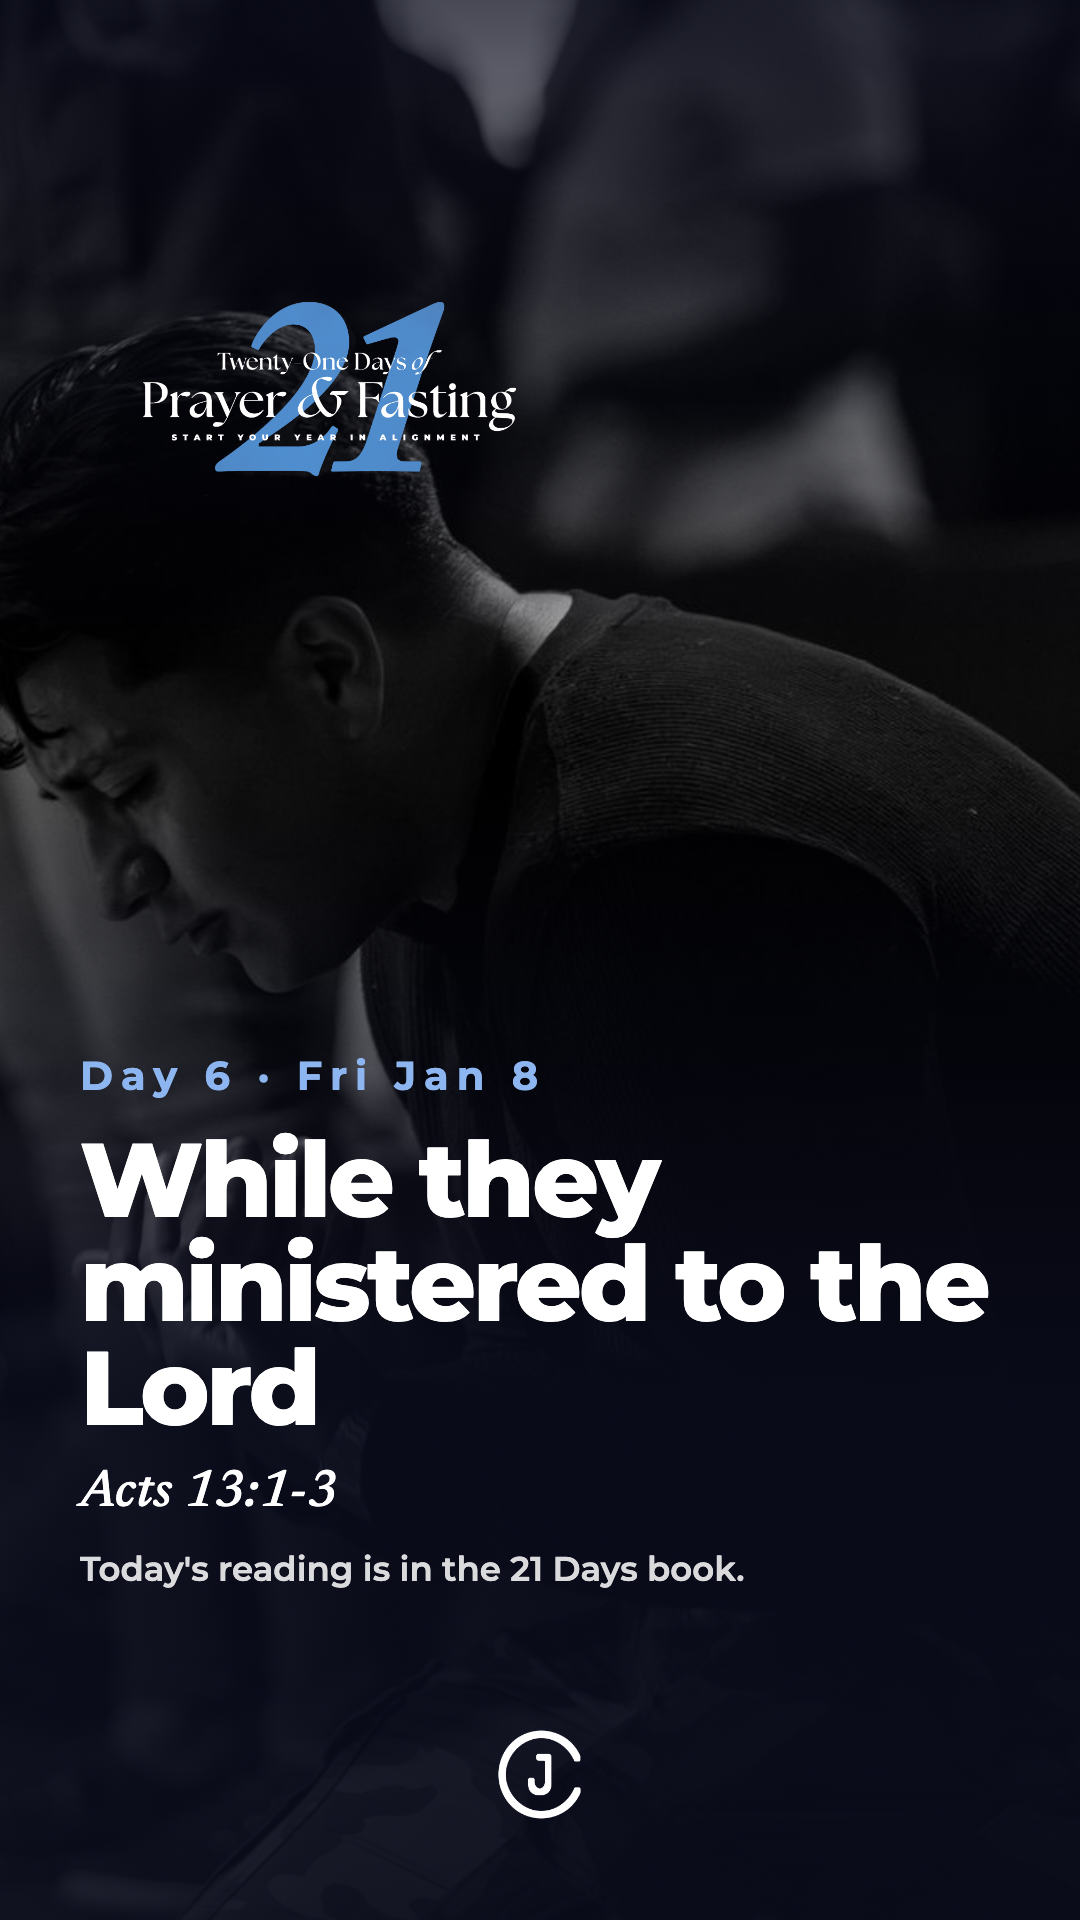 21
Twenty-One Days of
Prayer & Fasting
START YOUR YEAR IN ALIGNMENT
Day 6 · Fri Jan 8
While they
ministered to the
Lord
Acts 13:1-3
Today's reading is in the 21 Days book.
JC